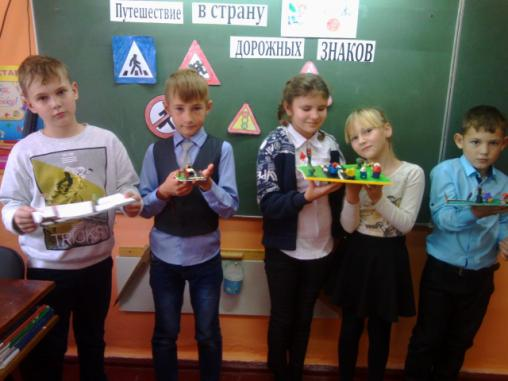 Путешествие в страну
дорожных знаков